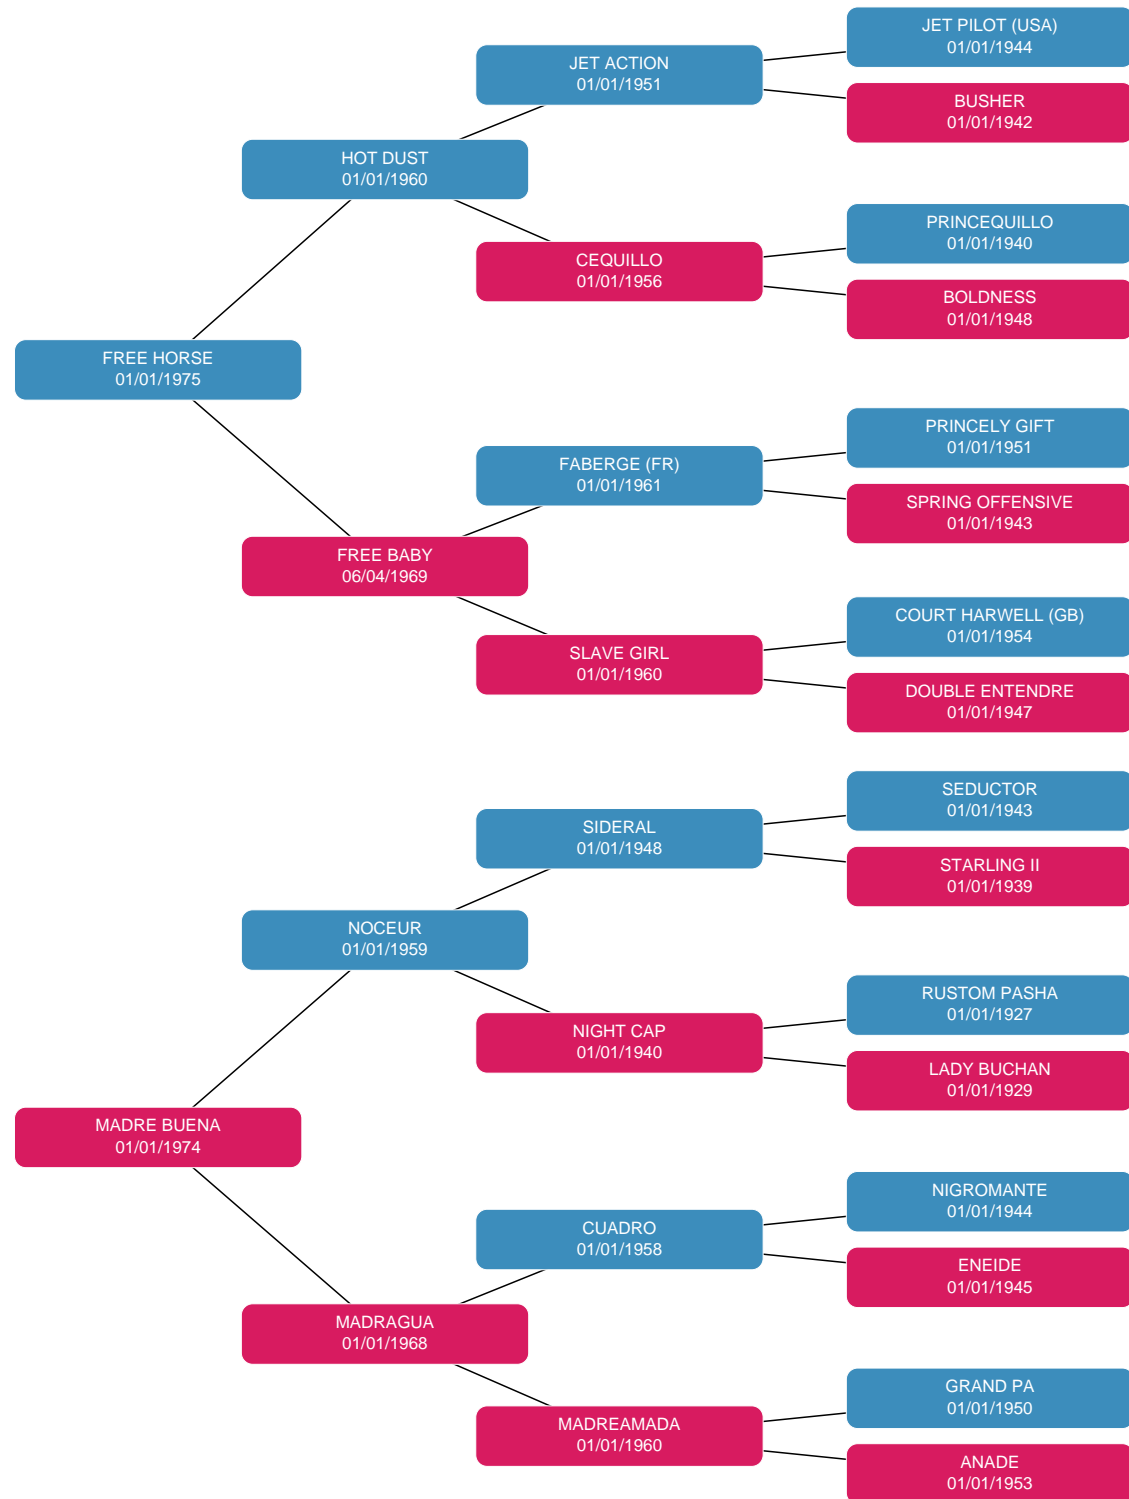 JET PILOT (USA)
01/01/1944
JET ACTION
01/01/1951
BUSHER
01/01/1942
HOT DUST
01/01/1960
PRINCEQUILLO
01/01/1940
CEQUILLO
01/01/1956
BOLDNESS
01/01/1948
FREE HORSE
01/01/1975
PRINCELY GIFT
01/01/1951
FABERGE (FR)
01/01/1961
SPRING OFFENSIVE
01/01/1943
FREE BABY
06/04/1969
COURT HARWELL (GB)
01/01/1954
SLAVE GIRL
01/01/1960
DOUBLE ENTENDRE
01/01/1947
SEDUCTOR
01/01/1943
SIDERAL
01/01/1948
STARLING II
01/01/1939
NOCEUR
01/01/1959
RUSTOM PASHA
01/01/1927
NIGHT CAP
01/01/1940
LADY BUCHAN
01/01/1929
MADRE BUENA
01/01/1974
NIGROMANTE
01/01/1944
CUADRO
01/01/1958
ENEIDE
01/01/1945
MADRAGUA
01/01/1968
GRAND PA
01/01/1950
MADREAMADA
01/01/1960
ANADE
01/01/1953